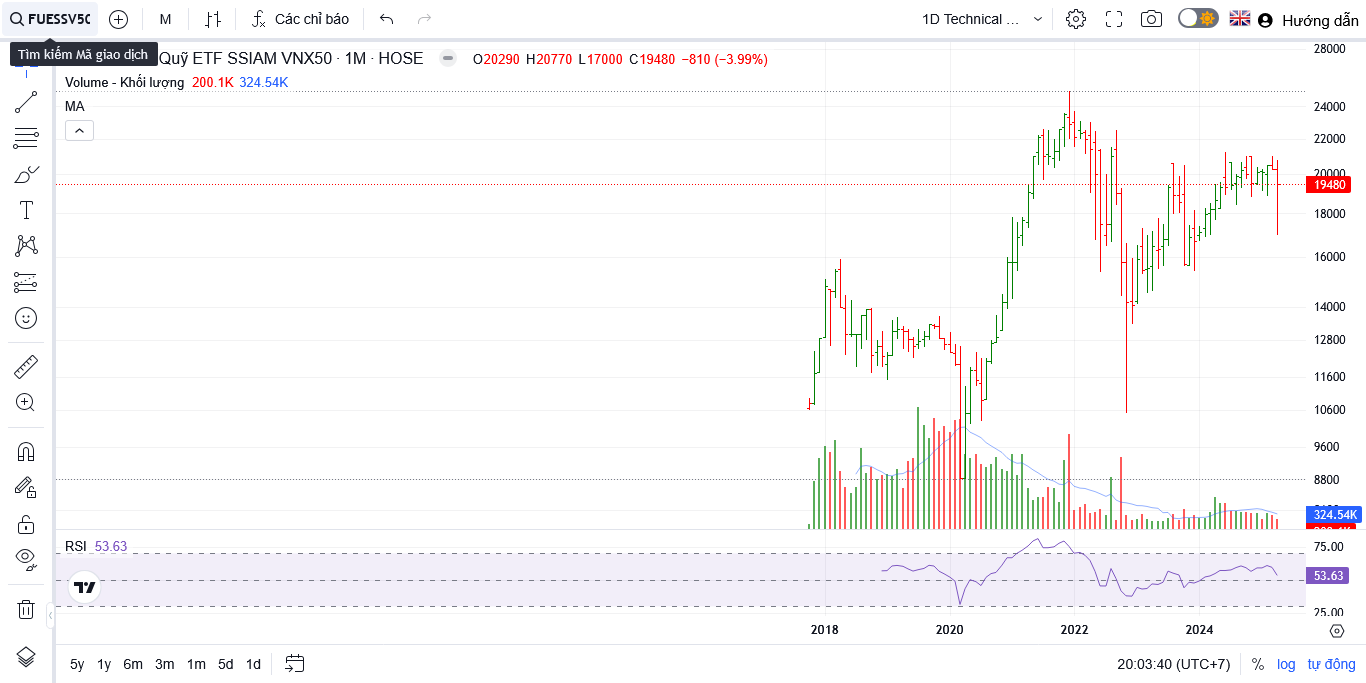 FUESSV50
M
Các chỉ báo
1D Technical ...
Hướng dẫn
Tìm kiếm Mã giao dịch
Quỹ ETF SSIAM VNX50 · 1M · HOSE
O20290 H20770 L17000 C19480 −810 (−3.99%)
Volume - Khối lượng 200.1K 324.54K
MA
28000
24000
22000
20000
19480
18000
16000
14000
12800
11600
10600
9600
8800
324.54K
RSI 53.63
75.00
53.63
25.00
2018
2020
2022
2024
5y 1y 6m 3m 1m 5d 1d
20:03:40 (UTC+7)
%
log
tự động